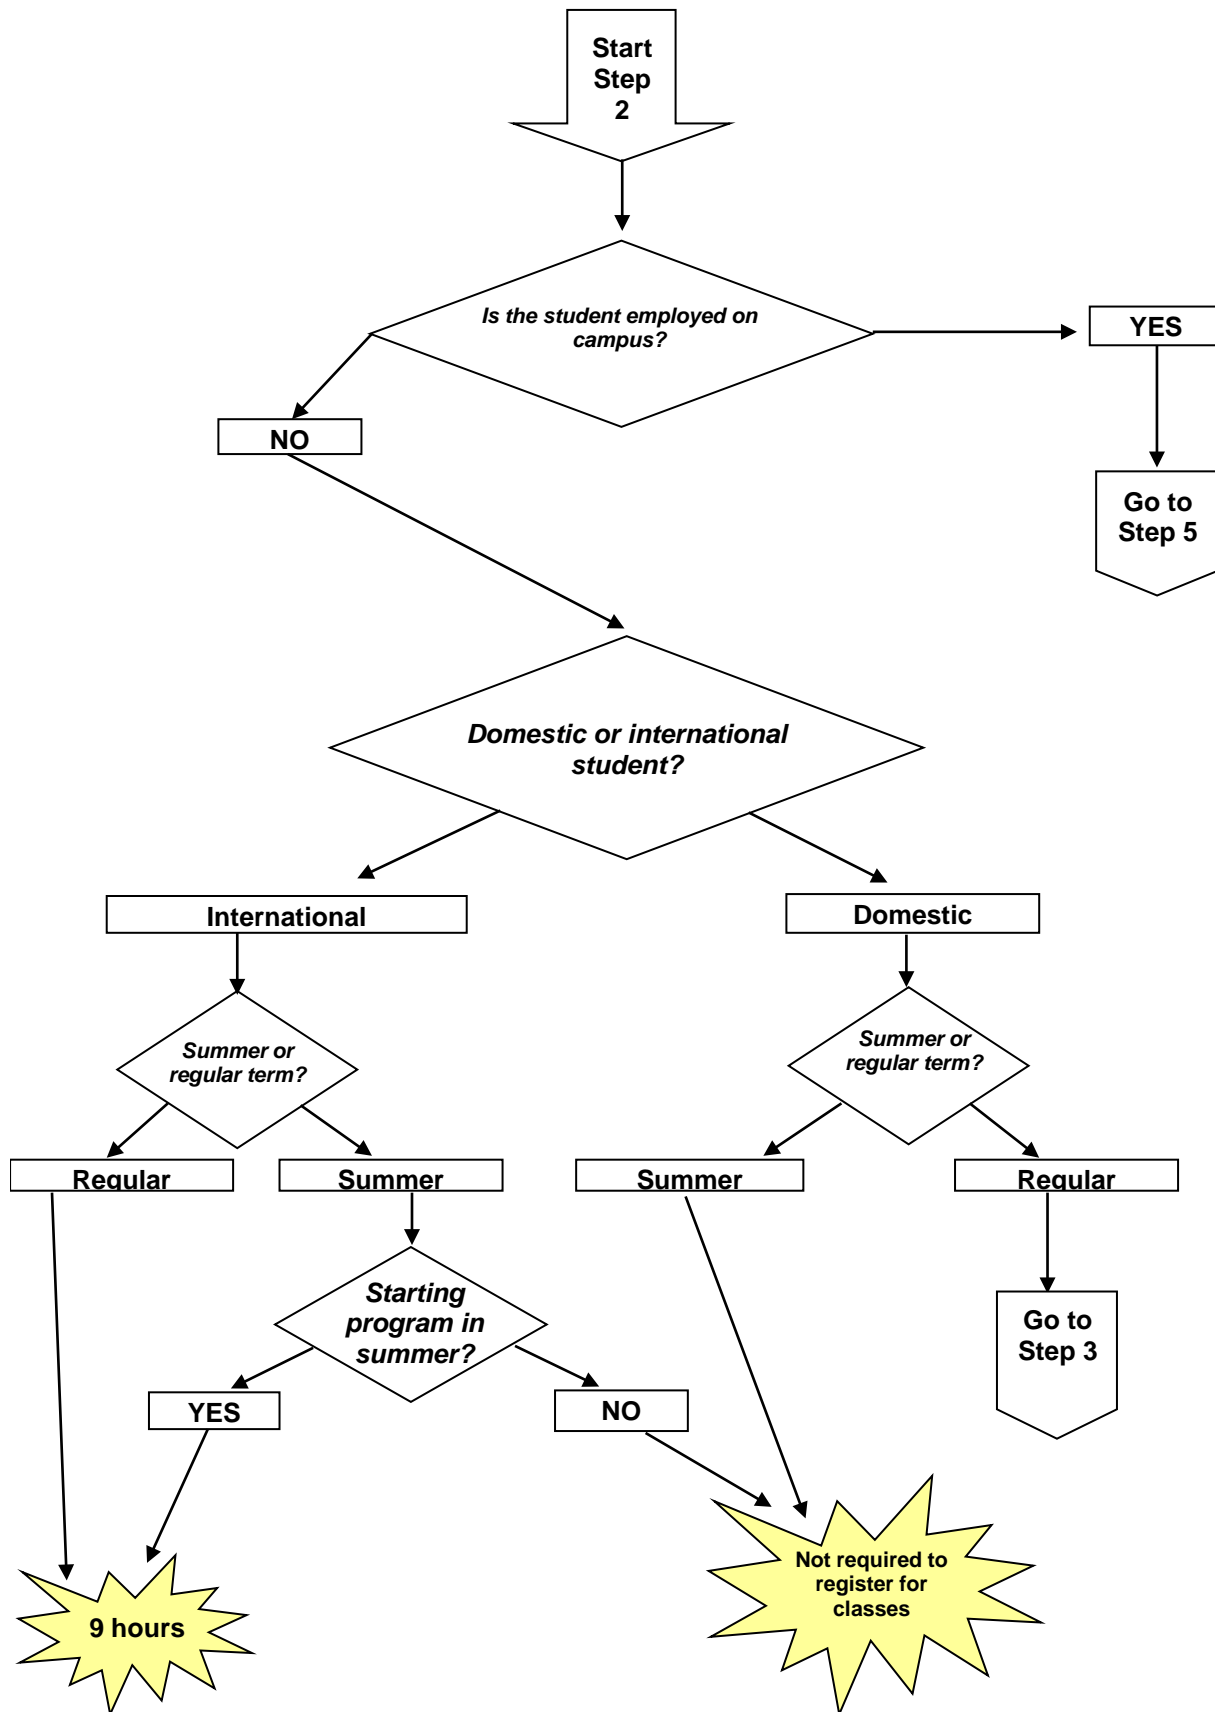 Start
Step
2
Is the student employed on
campus?
YES
NO
Go to
Step 5
Domestic or international
student?
International
Domestic
Summer or
regular term?
Summer or
regular term?
Regular
Summer
Summer
Regular
Starting
program in
summer?
Go to
Step 3
YES
NO
Not required to
register for
classes
9 hours